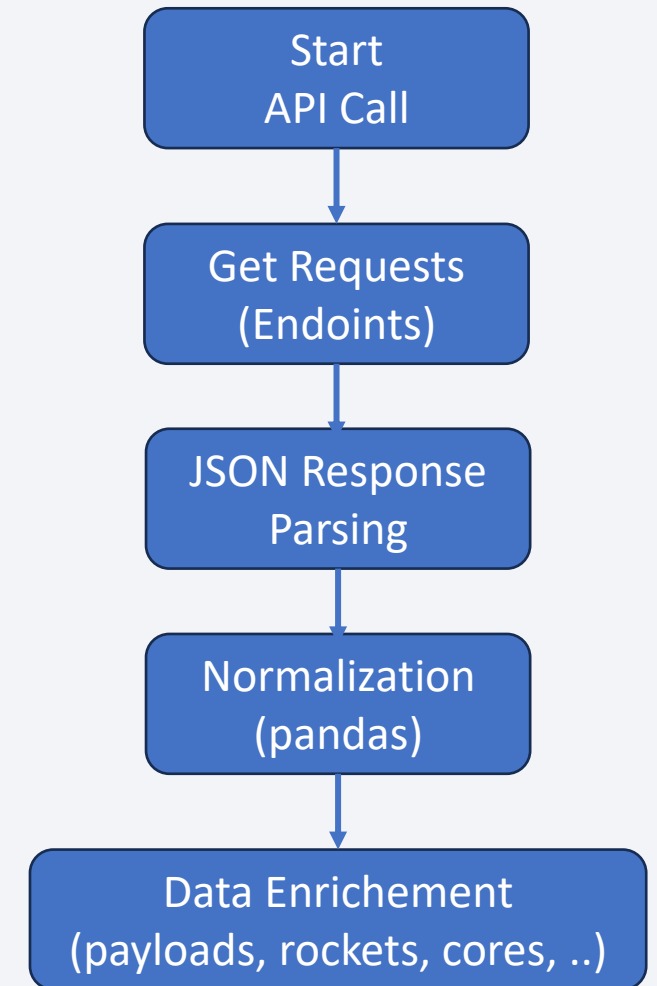 Start
API Call
Get Requests
(Endoints)
JSON Response
Parsing
Normalization
(pandas)
Data Enrichement
(payloads, rockets, cores, ..)